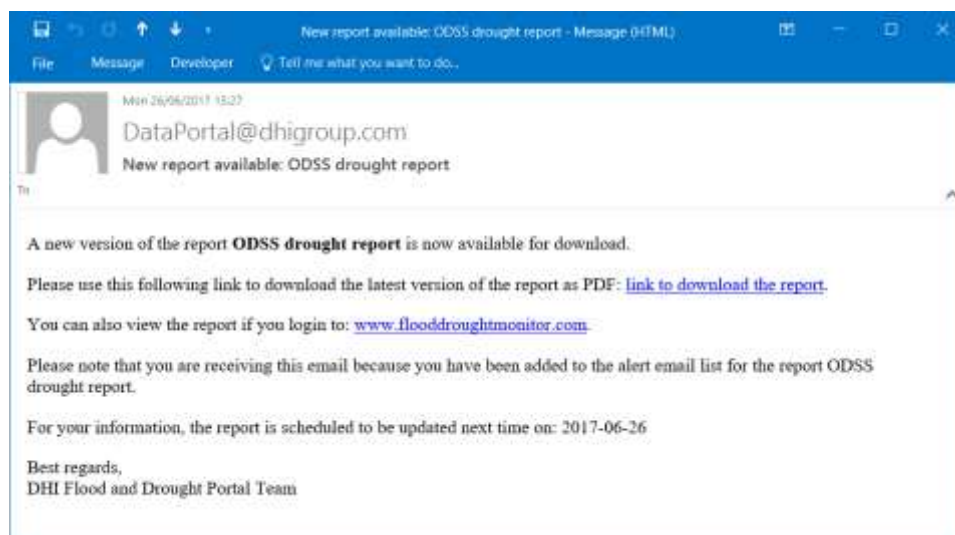 New report available: ODSS drought report - Message (HTML)
File Message Developer Tell me what you want to do...
Mon 26/06/2017 15:27
DataPortal@dhigroup.com
New report available: ODSS drought report
To
A new version of the report ODSS drought report is now available for download.
Please use this following link to download the latest version of the report as PDF: link to download the report.
You can also view the report if you login to: www.flooddroughtmonitor.com.
Please note that you are receiving this email because you have been added to the alert email list for the report ODSS
drought report.
For your information, the report is scheduled to be updated next time on: 2017-06-26
Best regards,
DHI Flood and Drought Portal Team